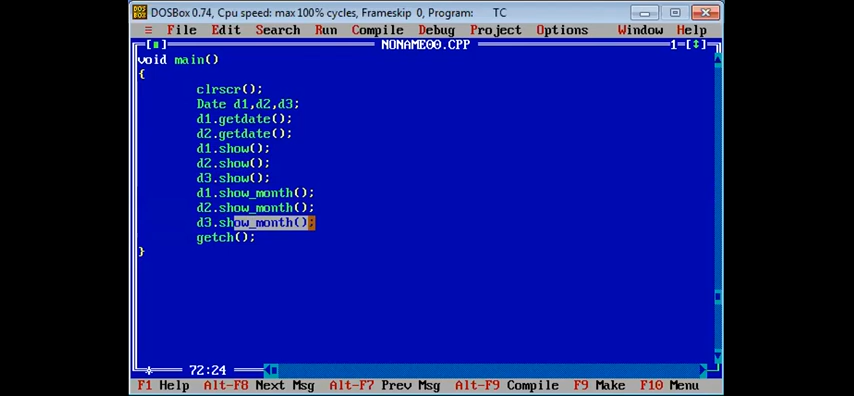 DOSBox 0.74, Cpu speed: max 100% cycles, Frameskip 0, Program: TC
≡ File Edit Search Run Compile Debug Project Options Window Help
[■] NONAME00.CPP 1-[↕]
void main()
{
clrscr();
Date d1,d2,d3;
d1.getdate();
d2.getdate();
d1.show();
d2.show();
d3.show();
d1.show_month();
d2.show_month();
d3.show_month();
getch();
}
* 72:24
F1 Help Alt-F8 Next Msg Alt-F7 Prev Msg Alt-F9 Compile F9 Make F10 Menu